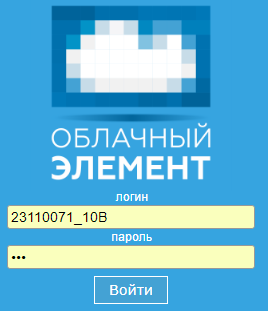 ОБЛАЧНЫЙ
ЭЛЕМЕНТ
логин
23110071_10В
пароль
•••
Войти